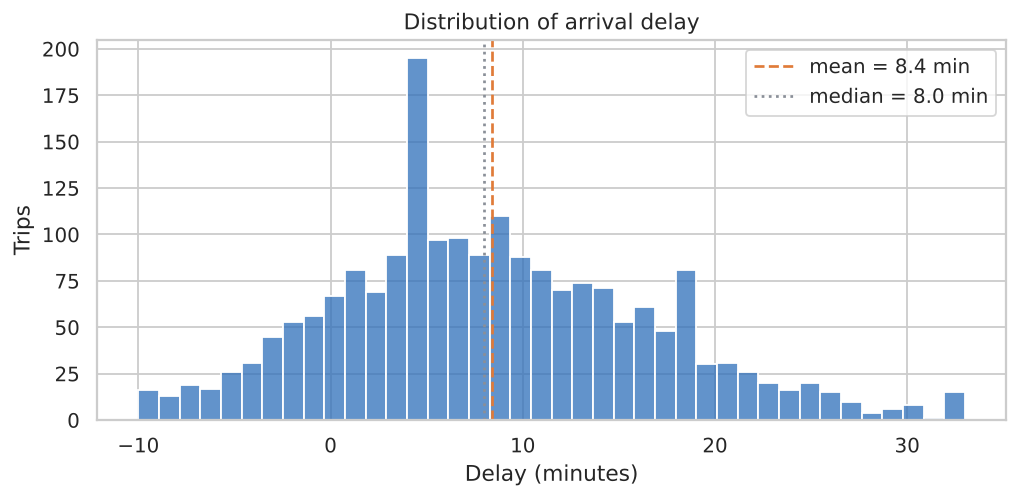 Distribution of arrival delay
mean = 8.4 min
median = 8.0 min
Trips
200
175
150
125
100
75
50
25
0
−10
0
10
20
30
Delay (minutes)